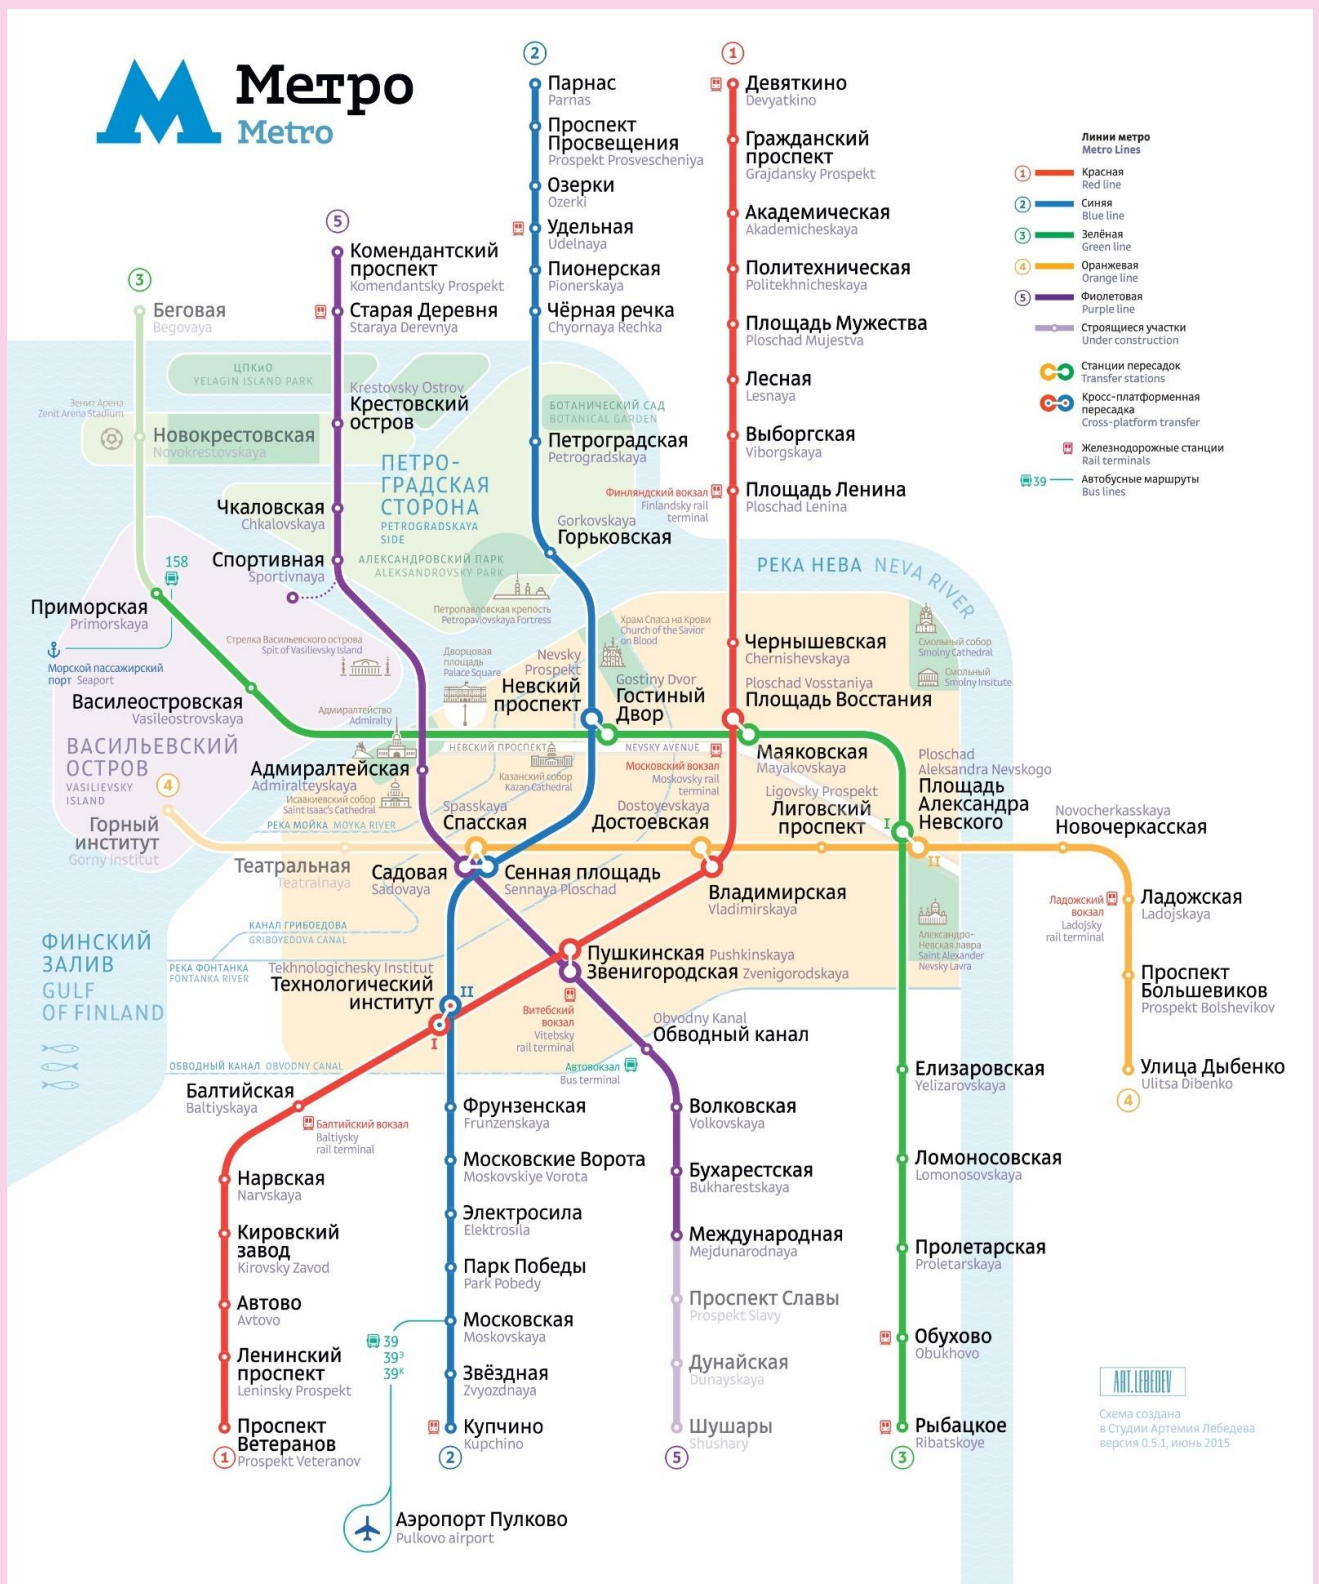 Метро
Metro
2
Парнас
Parnas
Проспект
Просвещения
Prospekt Prosvescheniya
Озерки
Ozerki
Удельная
Udelnaya
Пионерская
Pionerskaya
Чёрная речка
Chyornaya Rechka
БОТАНИЧЕСКИЙ САД
BOTANICAL GARDEN
Петроградская
Petrogradskaya
Gorkovskaya
Горьковская
1
Девяткино
Devyatkino
Гражданский
проспект
Grajdansky Prospekt
Академическая
Akademicheskaya
Политехническая
Politekhnicheskaya
Площадь Мужества
Ploschad Mujestva
Лесная
Lesnaya
Выборгская
Viborgskaya
Финляндский вокзал
Finlandsky rail
terminal
Площадь Ленина
Ploschad Lenina
Линии метро
Metro Lines
1
Красная
Red line
2
Синяя
Blue line
3
Зелёная
Green line
4
Оранжевая
Orange line
5
Фиолетовая
Purple line
Строящиеся участки
Under construction
Станции пересадок
Transfer stations
Кросс-платформенная
пересадка
Cross-platform transfer
Железнодорожные станции
Rail terminals
39
Автобусные маршруты
Bus lines
5
Комендантский
проспект
Komendantsky Prospekt
Старая Деревня
Staraya Derevnya
3
Беговая
Begovaya
ЦПКиО
YELAGIN ISLAND PARK
Krestovsky Ostrov
Крестовский
остров
Зенит Арена
Zenit Arena Stadium
Новокрестовская
Novokrestovskaya
ПЕТРО-
ГРАДСКАЯ
СТОРОНА
PETROGRADSKAYA
SIDE
Чкаловская
Chkalovskaya
Спортивная
Sportivnaya
АЛЕКСАНДРОВСКИЙ ПАРК
ALEKSANDROVSKY PARK
Петропавловская крепость
Petropavlovskaya Fortress
РЕКА НЕВА NEVA RIVER
158
Приморская
Primorskaya
Морской пассажирский
порт Seaport
Стрелка Васильевского острова
Spit of Vasilievsky Island
Василеостровская
Vasileostrovskaya
ВАСИЛЬЕВСКИЙ
ОСТРОВ
VASILIEVSKY
ISLAND
4
Горный
институт
Gorny Institut
Театральная
Teatralnaya
Дворцовая
площадь
Palace Square
Адмиралтейство
Admiralty
Адмиралтейская
Admiralteyskaya
Исаакиевский собор
Saint Isaac's Cathedral
РЕКА МОЙКА MOYKA RIVER
Nevsky
Prospekt
Невский
проспект
Храм Спаса на Крови
Church of the Savior
on Blood
Gostiny Dvor
Гостиный
Двор
НЕВСКИЙ ПРОСПЕКТ
NEVSKY AVENUE
Казанский собор
Kazan Cathedral
Чернышевская
Chernishevskaya
Ploschad Vosstaniya
Площадь Восстания
Московский вокзал
Moskovsky rail
terminal
Маяковская
Mayakovskaya
Смольный собор
Smolny Cathedral
Смольный
Smolny Insitute
Ploschad
Aleksandra Nevskogo
Площадь
Александра
Невского
I
II
Spasskaya
Спасская
Садовая
Sadovaya
Сенная площадь
Sennaya Ploschad
Dostoyevskaya
Достоевская
Владимирская
Vladimirskaya
Ligovsky Prospekt
Лиговский
проспект
Novocherkasskaya
Новочеркасская
Ладожский
вокзал
Ladojsky
rail terminal
Ладожская
Ladojskaya
Проспект
Большевиков
Prospekt Bolshevikov
Улица Дыбенко
Ulitsa Dibenko
4
Александро-
Невская лавра
Saint Alexander
Nevsky Lavra
ФИНСКИЙ
ЗАЛИВ
GULF
OF FINLAND
КАНАЛ ГРИБОЕДОВА
GRIBOYEDOVA CANAL
РЕКА ФОНТАНКА
FONTANKA RIVER
Tekhnologichesky Institut
Технологический
институт
II
I
Пушкинская Pushkinskaya
Звенигородская Zvenigorodskaya
Витебский
вокзал
Vitebsky
rail terminal
Obvodny Kanal
Обводный канал
Автовокзал
Bus terminal
ОБВОДНЫЙ КАНАЛ OBVODNY CANAL
Балтийская
Baltiyskaya
Балтийский вокзал
Baltiysky
rail terminal
Нарвская
Narvskaya
Кировский
завод
Kirovsky Zavod
Автово
Avtovo
Ленинский
проспект
Leninsky Prospekt
Проспект
Ветеранов
Prospekt Veteranov
1
Фрунзенская
Frunzenskaya
Московские Ворота
Moskovskiye Vorota
Электросила
Elektrosila
Парк Победы
Park Pobedy
Московская
Moskovskaya
39
39Э
39К
Звёздная
Zvyozdnaya
Купчино
Kupchino
2
Аэропорт Пулково
Pulkovo airport
Волковская
Volkovskaya
Бухарестская
Bukharestskaya
Международная
Mejdunarodnaya
Проспект Славы
Prospekt Slavy
Дунайская
Dunayskaya
Шушары
Shushary
5
Елизаровская
Yelizarovskaya
Ломоносовская
Lomonosovskaya
Пролетарская
Proletarskaya
Обухово
Obukhovo
Рыбацкое
Ribatskoye
3
ART.LEBEDEV
Схема создана
в Студии Артемия Лебедева
версия 0.5.1, июнь 2015